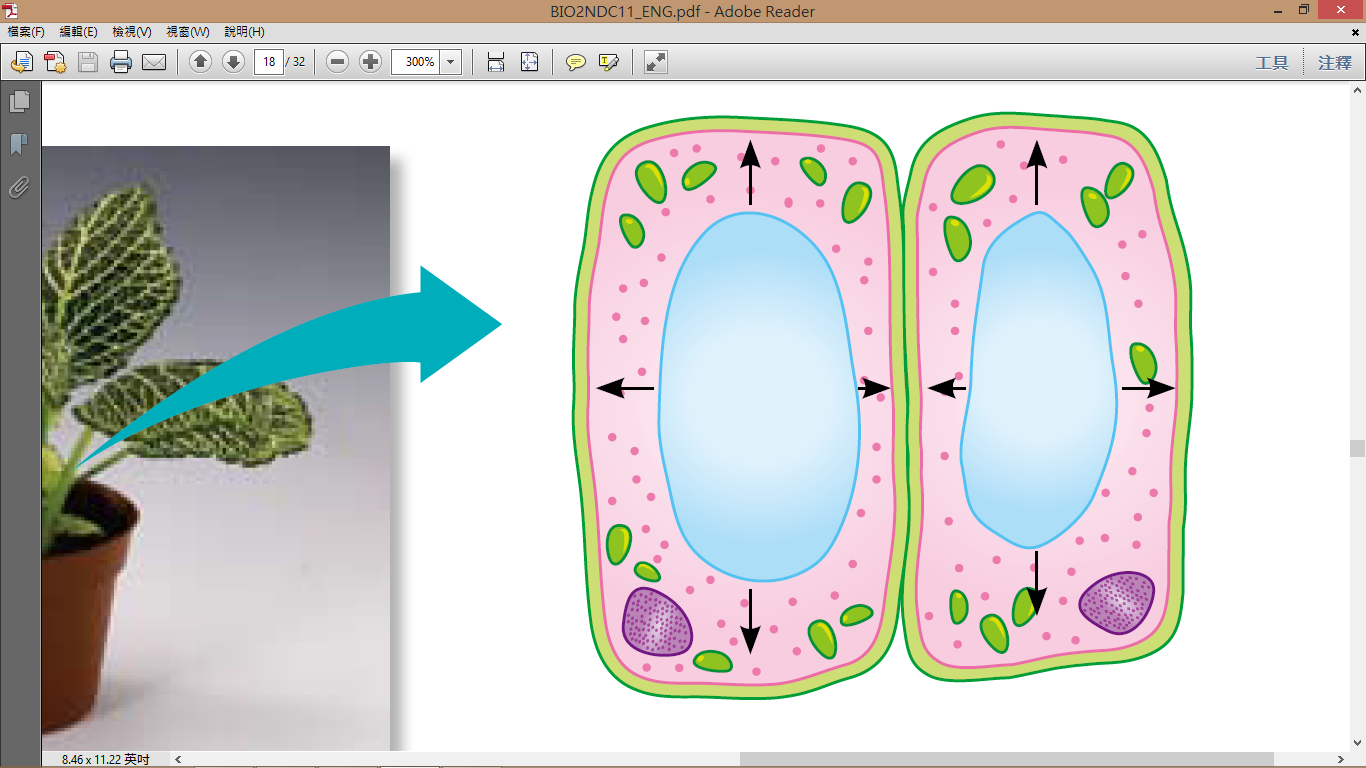 BIO2NDC11_ENG.pdf - Adobe Reader
檔案(F) 編輯(E) 檢視(V) 視窗(W) 說明(H)
18 / 32 300% 工具 注釋
8.46 x 11.22 英吋